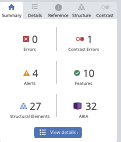 Summary Details Reference Structure Contrast
0 1
Errors Contrast Errors
4 10
Alerts Features
27 32
Structural Elements ARIA
View details